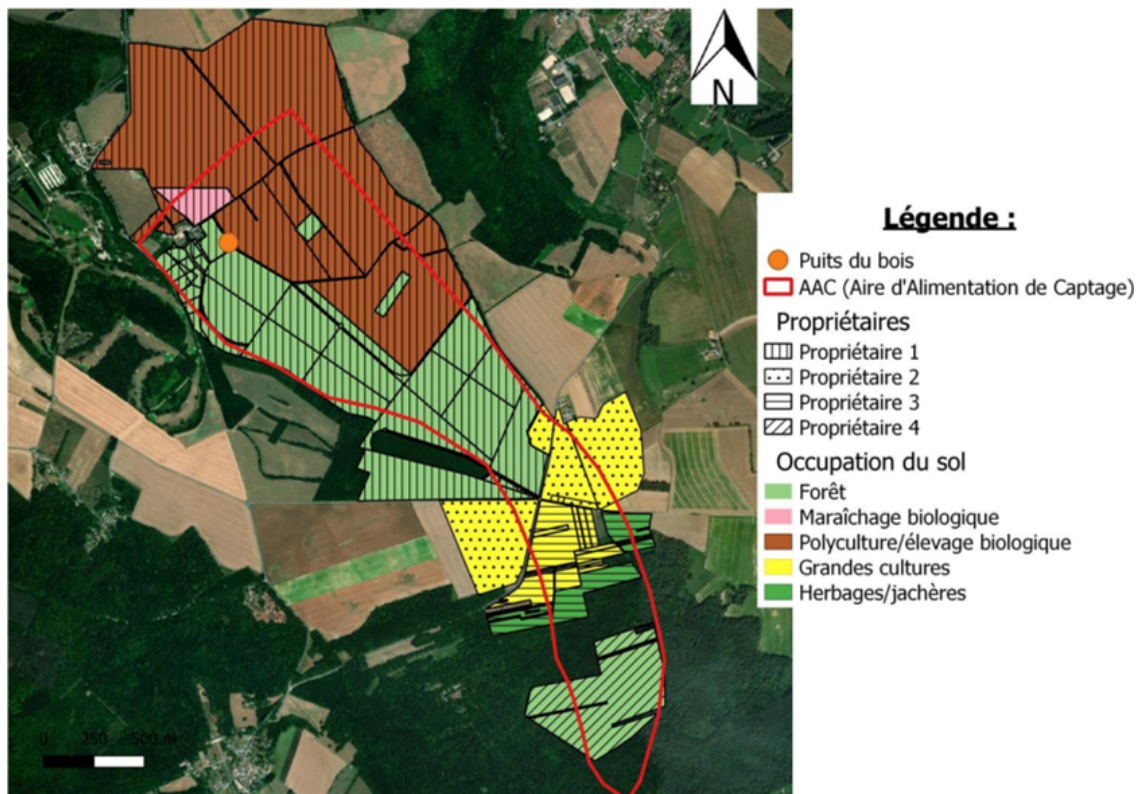 N
Légende :
Puits du bois
AAC (Aire d'Alimentation de Captage)
Propriétaires
Propriétaire 1
Propriétaire 2
Propriétaire 3
Propriétaire 4
Occupation du sol
Forêt
Maraîchage biologique
Polyculture/élevage biologique
Grandes cultures
Herbages/jachères
0 250 500 m